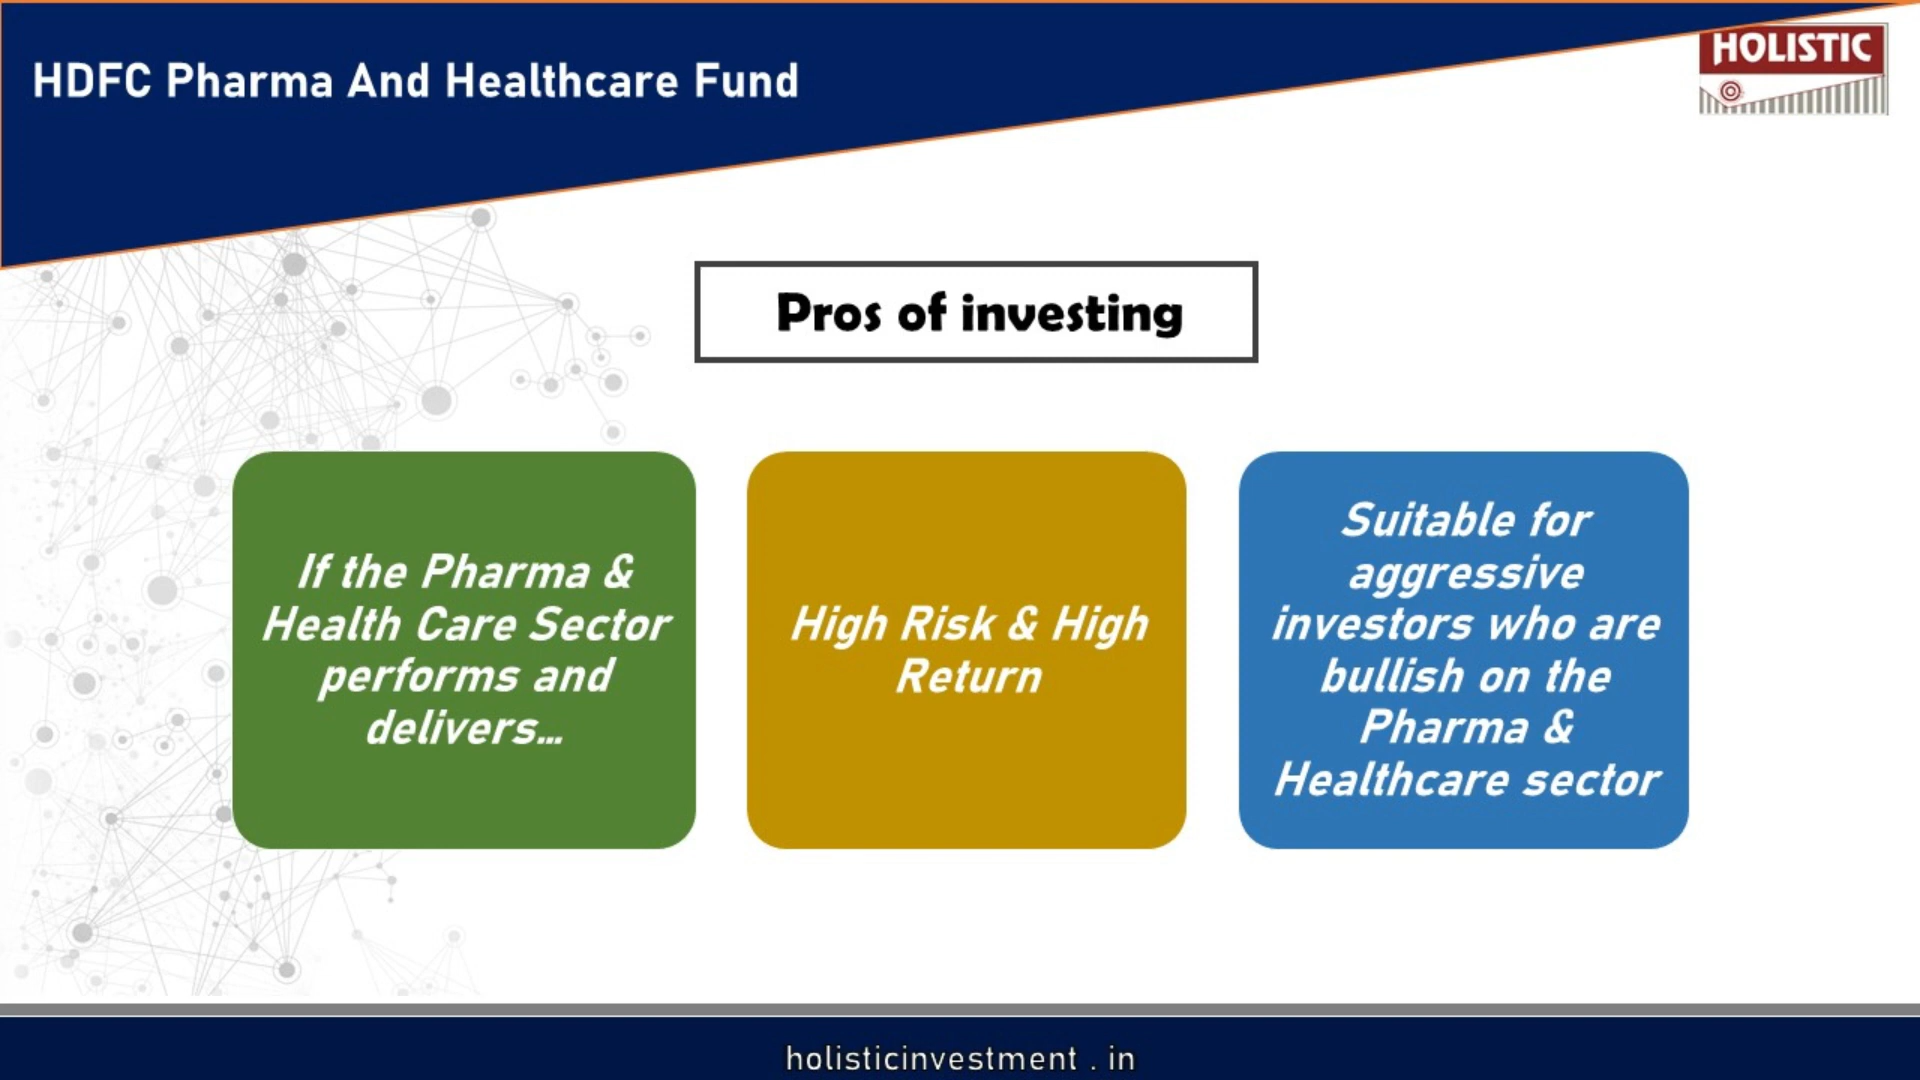 HDFC Pharma And Healthcare Fund
HOLISTIC
Pros of investing
If the Pharma &
Health Care Sector
performs and
delivers...
High Risk & High
Return
Suitable for
aggressive
investors who are
bullish on the
Pharma &
Healthcare sector
holisticinvestment . in